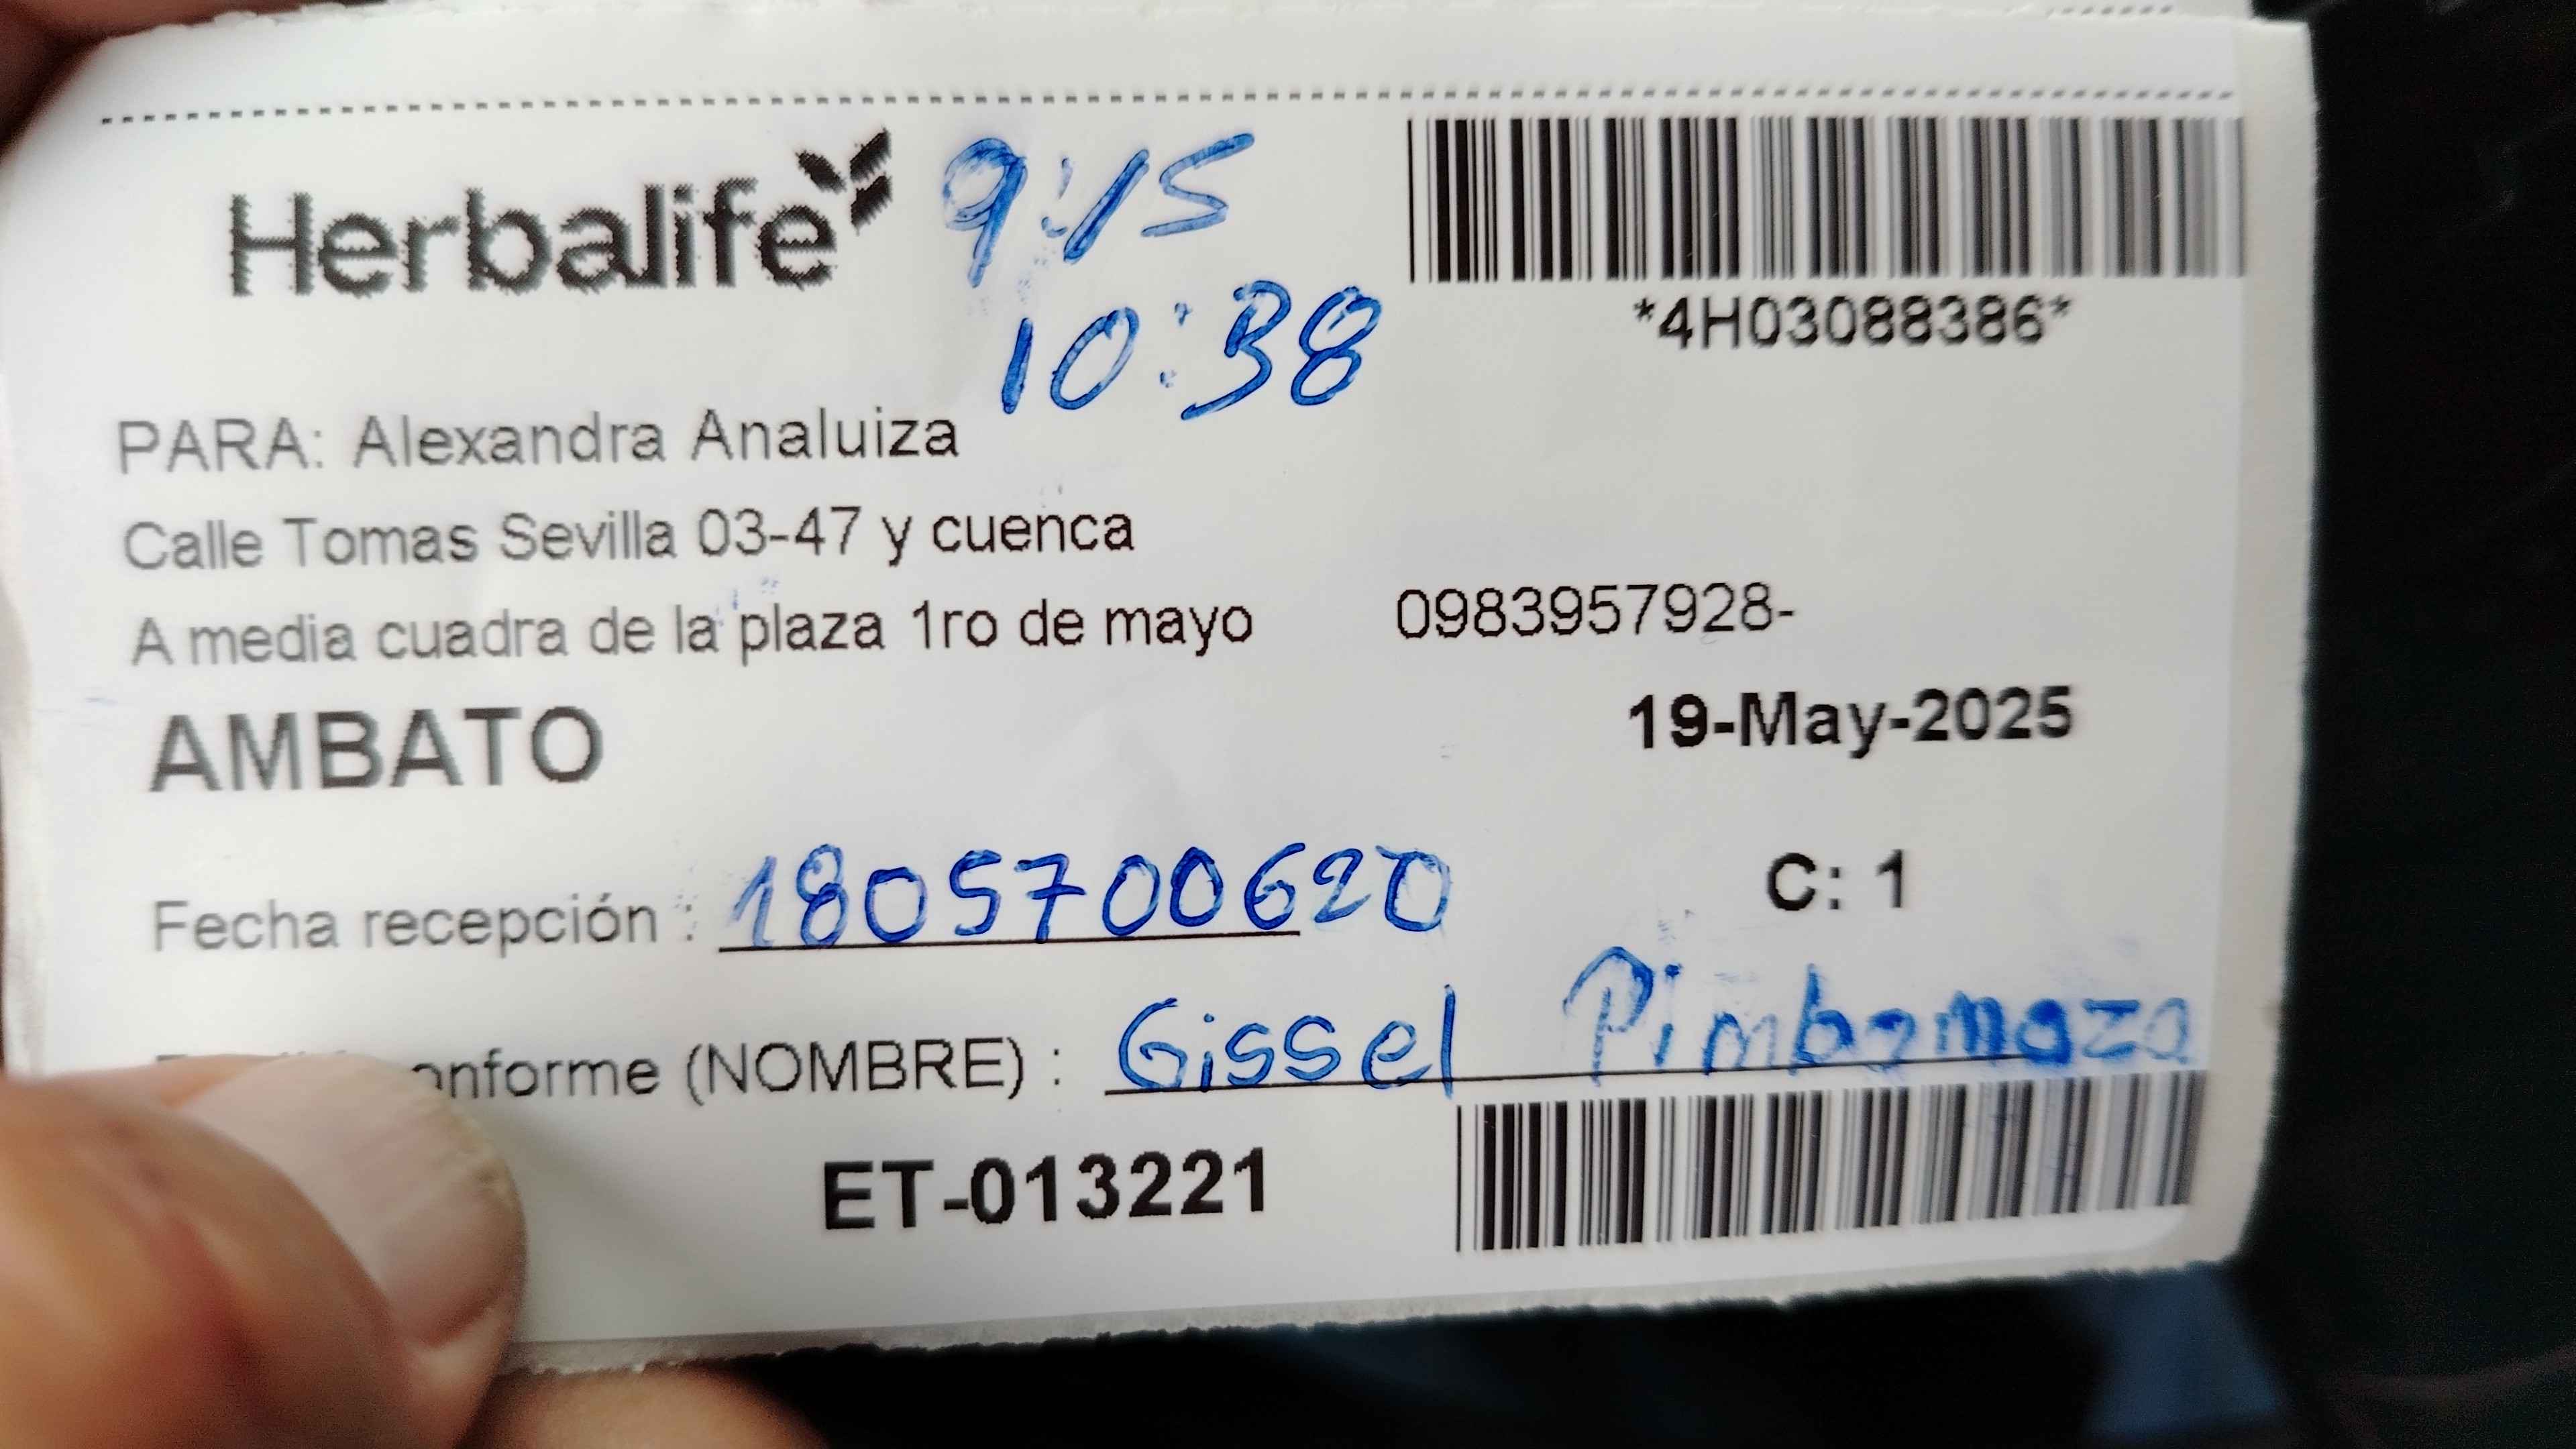 Herbalife 9:15
10:38
*4H03088386*
PARA: Alexandra Analuiza
Calle Tomas Sevilla 03-47 y cuenca
A media cuadra de la plaza 1ro de mayo 0983957928-
AMBATO 19-May-2025
Fecha recepción : 1805700620 C: 1
onforme (NOMBRE) : Gissel Pimbomaza
ET-013221